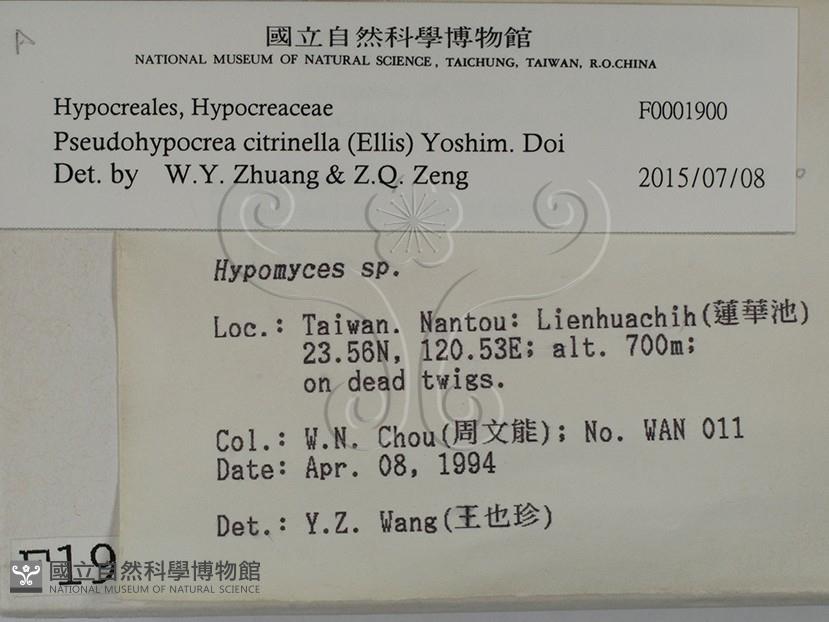 國立自然科學博物館
NATIONAL MUSEUM OF NATURAL SCIENCE, TAICHUNG, TAIWAN, R.O.CHINA
Hypocreales, Hypocreaceae F0001900
Pseudohypocrea citrinella (Ellis) Yoshim. Doi
Det. by W.Y. Zhuang & Z.Q. Zeng 2015/07/08
Hypomyces sp.
Loc.: Taiwan. Nantou: Lienhuachih(蓮華池)
23.56N, 120.53E; alt. 700m;
on dead twigs.
Col.: W.N. Chou(周文能); No. WAN 011
Date: Apr. 08, 1994
Det.: Y.Z. Wang(王也珍)
F19
國立自然科學博物館
NATIONAL MUSEUM OF NATURAL SCIENCE